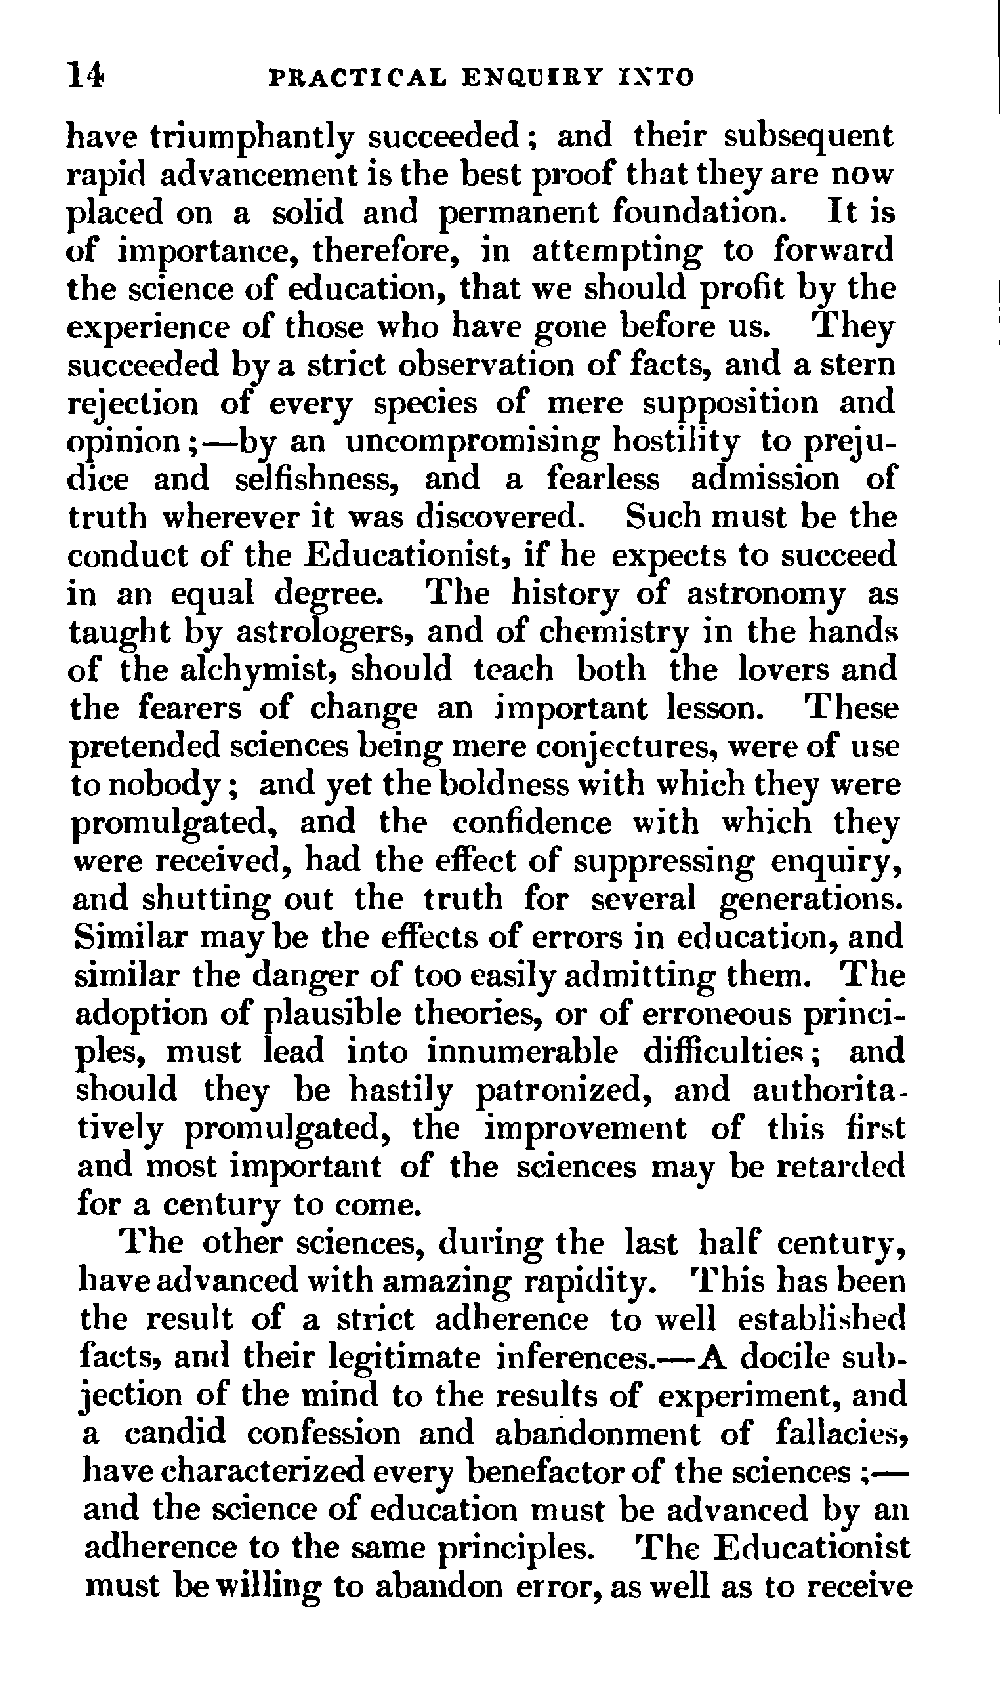 14 PRACTICAL ENQUIRY INTO
have triumphantly succeeded; and their subsequent
rapid advancement is the best proof that they are now
placed on a solid and permanent foundation. It is
of importance, therefore, in attempting to forward
the science of education, that we should profit by the
experience of those who have gone before us. They
succeeded by a strict observation of facts, and a stern
rejection of every species of mere supposition and
opinion;—by an uncompromising hostility to preju-
dice and selfishness, and a fearless admission of
truth wherever it was discovered. Such must be the
conduct of the Educationist, if he expects to succeed
in an equal degree. The history of astronomy as
taught by astrologers, and of chemistry in the hands
of the alchymist, should teach both the lovers and
the fearers of change an important lesson. These
pretended sciences being mere conjectures, were of use
to nobody; and yet the boldness with which they were
promulgated, and the confidence with which they
were received, had the effect of suppressing enquiry,
and shutting out the truth for several generations.
Similar may be the effects of errors in education, and
similar the danger of too easily admitting them. The
adoption of plausible theories, or of erroneous princi-
ples, must lead into innumerable difficulties; and
should they be hastily patronized, and authorita-
tively promulgated, the improvement of this first
and most important of the sciences may be retarded
for a century to come.
The other sciences, during the last half century,
have advanced with amazing rapidity. This has been
the result of a strict adherence to well established
facts, and their legitimate inferences.—A docile sub-
jection of the mind to the results of experiment, and
a candid confession and abandonment of fallacies,
have characterized every benefactor of the sciences;—
and the science of education must be advanced by an
adherence to the same principles. The Educationist
must be willing to abandon error, as well as to receive